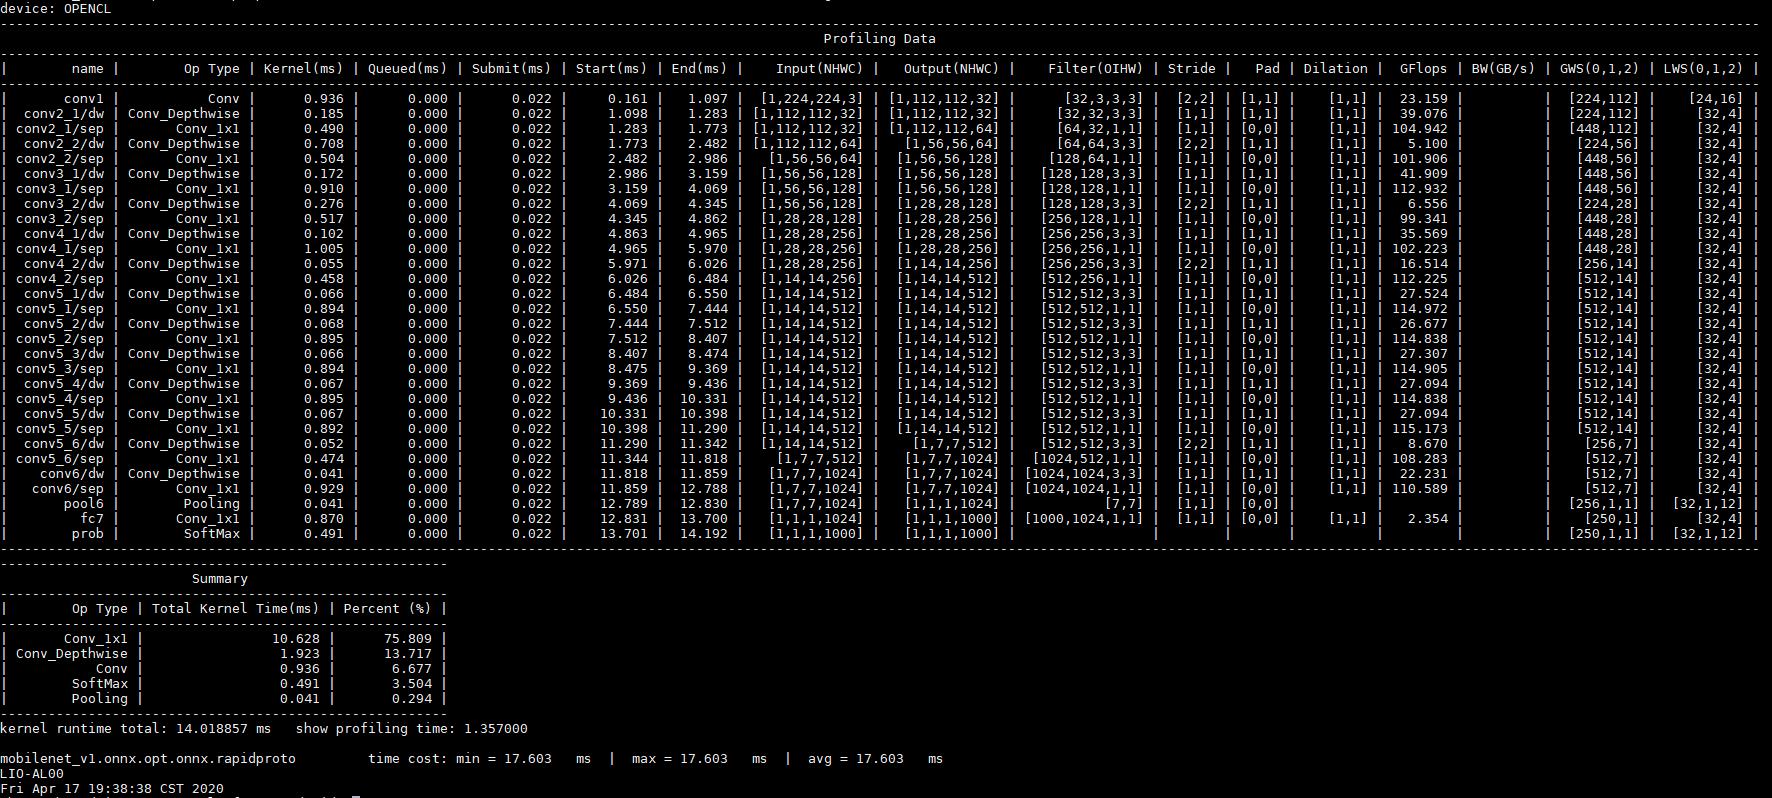 device: OPENCL
Profiling Data
| name | Op Type | Kernel(ms) | Queued(ms) | Submit(ms) | Start(ms) | End(ms) | Input(NHWC) | Output(NHWC) | Filter(OIHW) | Stride | Pad | Dilation | GFlops | BW(GB/s) | GWS(0,1,2) | LWS(0,1,2) |
| conv1 | Conv | 0.936 | 0.000 | 0.022 | 0.161 | 1.097 | [1,224,224,3] | [1,112,112,32] | [32,3,3,3] | [2,2] | [1,1] | [1,1] | 23.159 | | [224,112] | [24,16] |
| conv2_1/dw | Conv_Depthwise | 0.185 | 0.000 | 0.022 | 1.098 | 1.283 | [1,112,112,32] | [1,112,112,32] | [32,32,3,3] | [1,1] | [1,1] | [1,1] | 39.076 | | [224,112] | [32,4] |
| conv2_1/sep | Conv_1x1 | 0.490 | 0.000 | 0.022 | 1.283 | 1.773 | [1,112,112,32] | [1,112,112,64] | [64,32,1,1] | [1,1] | [0,0] | [1,1] | 104.942 | | [448,112] | [32,4] |
| conv2_2/dw | Conv_Depthwise | 0.708 | 0.000 | 0.022 | 1.773 | 2.482 | [1,112,112,64] | [1,56,56,64] | [64,64,3,3] | [2,2] | [1,1] | [1,1] | 5.100 | | [224,56] | [32,4] |
| conv2_2/sep | Conv_1x1 | 0.504 | 0.000 | 0.022 | 2.482 | 2.986 | [1,56,56,64] | [1,56,56,128] | [128,64,1,1] | [1,1] | [0,0] | [1,1] | 101.906 | | [448,56] | [32,4] |
| conv3_1/dw | Conv_Depthwise | 0.172 | 0.000 | 0.022 | 2.986 | 3.159 | [1,56,56,128] | [1,56,56,128] | [128,128,3,3] | [1,1] | [1,1] | [1,1] | 41.909 | | [448,56] | [32,4] |
| conv3_1/sep | Conv_1x1 | 0.910 | 0.000 | 0.022 | 3.159 | 4.069 | [1,56,56,128] | [1,56,56,128] | [128,128,1,1] | [1,1] | [0,0] | [1,1] | 112.932 | | [448,56] | [32,4] |
| conv3_2/dw | Conv_Depthwise | 0.276 | 0.000 | 0.022 | 4.069 | 4.345 | [1,56,56,128] | [1,28,28,128] | [128,128,3,3] | [2,2] | [1,1] | [1,1] | 6.556 | | [224,28] | [32,4] |
| conv3_2/sep | Conv_1x1 | 0.517 | 0.000 | 0.022 | 4.345 | 4.862 | [1,28,28,128] | [1,28,28,256] | [256,128,1,1] | [1,1] | [0,0] | [1,1] | 99.341 | | [448,28] | [32,4] |
| conv4_1/dw | Conv_Depthwise | 0.102 | 0.000 | 0.022 | 4.863 | 4.965 | [1,28,28,256] | [1,28,28,256] | [256,256,3,3] | [1,1] | [1,1] | [1,1] | 35.569 | | [448,28] | [32,4] |
| conv4_1/sep | Conv_1x1 | 1.005 | 0.000 | 0.022 | 4.965 | 5.970 | [1,28,28,256] | [1,28,28,256] | [256,256,1,1] | [1,1] | [0,0] | [1,1] | 102.223 | | [448,28] | [32,4] |
| conv4_2/dw | Conv_Depthwise | 0.055 | 0.000 | 0.022 | 5.971 | 6.026 | [1,28,28,256] | [1,14,14,256] | [256,256,3,3] | [2,2] | [1,1] | [1,1] | 16.514 | | [256,14] | [32,4] |
| conv4_2/sep | Conv_1x1 | 0.458 | 0.000 | 0.022 | 6.026 | 6.484 | [1,14,14,256] | [1,14,14,512] | [512,256,1,1] | [1,1] | [0,0] | [1,1] | 112.225 | | [512,14] | [32,4] |
| conv5_1/dw | Conv_Depthwise | 0.066 | 0.000 | 0.022 | 6.484 | 6.550 | [1,14,14,512] | [1,14,14,512] | [512,512,3,3] | [1,1] | [1,1] | [1,1] | 27.524 | | [512,14] | [32,4] |
| conv5_1/sep | Conv_1x1 | 0.894 | 0.000 | 0.022 | 6.550 | 7.444 | [1,14,14,512] | [1,14,14,512] | [512,512,1,1] | [1,1] | [0,0] | [1,1] | 114.972 | | [512,14] | [32,4] |
| conv5_2/dw | Conv_Depthwise | 0.068 | 0.000 | 0.022 | 7.444 | 7.512 | [1,14,14,512] | [1,14,14,512] | [512,512,3,3] | [1,1] | [1,1] | [1,1] | 26.677 | | [512,14] | [32,4] |
| conv5_2/sep | Conv_1x1 | 0.895 | 0.000 | 0.022 | 7.512 | 8.407 | [1,14,14,512] | [1,14,14,512] | [512,512,1,1] | [1,1] | [0,0] | [1,1] | 114.838 | | [512,14] | [32,4] |
| conv5_3/dw | Conv_Depthwise | 0.066 | 0.000 | 0.022 | 8.407 | 8.474 | [1,14,14,512] | [1,14,14,512] | [512,512,3,3] | [1,1] | [1,1] | [1,1] | 27.307 | | [512,14] | [32,4] |
| conv5_3/sep | Conv_1x1 | 0.894 | 0.000 | 0.022 | 8.475 | 9.369 | [1,14,14,512] | [1,14,14,512] | [512,512,1,1] | [1,1] | [0,0] | [1,1] | 114.905 | | [512,14] | [32,4] |
| conv5_4/dw | Conv_Depthwise | 0.067 | 0.000 | 0.022 | 9.369 | 9.436 | [1,14,14,512] | [1,14,14,512] | [512,512,3,3] | [1,1] | [1,1] | [1,1] | 27.094 | | [512,14] | [32,4] |
| conv5_4/sep | Conv_1x1 | 0.895 | 0.000 | 0.022 | 9.436 | 10.331 | [1,14,14,512] | [1,14,14,512] | [512,512,1,1] | [1,1] | [0,0] | [1,1] | 114.838 | | [512,14] | [32,4] |
| conv5_5/dw | Conv_Depthwise | 0.067 | 0.000 | 0.022 | 10.331 | 10.398 | [1,14,14,512] | [1,14,14,512] | [512,512,3,3] | [1,1] | [1,1] | [1,1] | 27.094 | | [512,14] | [32,4] |
| conv5_5/sep | Conv_1x1 | 0.892 | 0.000 | 0.022 | 10.398 | 11.290 | [1,14,14,512] | [1,14,14,512] | [512,512,1,1] | [1,1] | [0,0] | [1,1] | 115.173 | | [512,14] | [32,4] |
| conv5_6/dw | Conv_Depthwise | 0.052 | 0.000 | 0.022 | 11.290 | 11.342 | [1,14,14,512] | [1,7,7,512] | [512,512,3,3] | [2,2] | [1,1] | [1,1] | 8.670 | | [256,7] | [32,4] |
| conv5_6/sep | Conv_1x1 | 0.474 | 0.000 | 0.022 | 11.344 | 11.818 | [1,7,7,512] | [1,7,7,1024] | [1024,512,1,1] | [1,1] | [0,0] | [1,1] | 108.283 | | [512,7] | [32,4] |
| conv6/dw | Conv_Depthwise | 0.041 | 0.000 | 0.022 | 11.818 | 11.859 | [1,7,7,1024] | [1,7,7,1024] | [1024,1024,3,3] | [1,1] | [1,1] | [1,1] | 22.231 | | [512,7] | [32,4] |
| conv6/sep | Conv_1x1 | 0.929 | 0.000 | 0.022 | 11.859 | 12.788 | [1,7,7,1024] | [1,7,7,1024] | [1024,1024,1,1] | [1,1] | [0,0] | [1,1] | 110.589 | | [512,7] | [32,4] |
| pool6 | Pooling | 0.041 | 0.000 | 0.022 | 12.789 | 12.830 | [1,7,7,1024] | [1,1,1,1024] | [7,7] | [1,1] | [0,0] | | | | [256,1,1] | [32,1,12] |
| fc7 | Conv_1x1 | 0.870 | 0.000 | 0.022 | 12.831 | 13.700 | [1,1,1,1024] | [1,1,1,1000] | [1000,1024,1,1] | [1,1] | [0,0] | [1,1] | 2.354 | | [250,1] | [32,4] |
| prob | SoftMax | 0.491 | 0.000 | 0.022 | 13.701 | 14.192 | [1,1,1,1000] | [1,1,1,1000] | | | | | | | [250,1,1] | [32,1,12] |
Summary
| Op Type | Total Kernel Time(ms) | Percent (%) |
| Conv_1x1 | 10.628 | 75.809 |
| Conv_Depthwise | 1.923 | 13.717 |
| Conv | 0.936 | 6.677 |
| SoftMax | 0.491 | 3.504 |
| Pooling | 0.041 | 0.294 |
kernel runtime total: 14.018857 ms show profiling time: 1.357000
mobilenet_v1.onnx.opt.onnx.rapidproto time cost: min = 17.603 ms | max = 17.603 ms | avg = 17.603 ms
LIO-AL00
Fri Apr 17 19:38:38 CST 2020